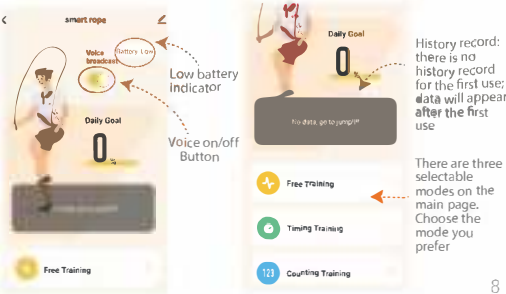 smart rope
Voice
broadcast
Battery Low
Low battery
indicator
Voice on/off
Button
Daily Goal
0
Free Training
Daily Goal
0
No data, go to jump!!!
Free Training
Timing Training
123
Counting Training
History record:
there is no
history record
for the first use;
data will appear
after the first
use
There are three
selectable
modes on the
main page.
Choose the
mode you
prefer
8